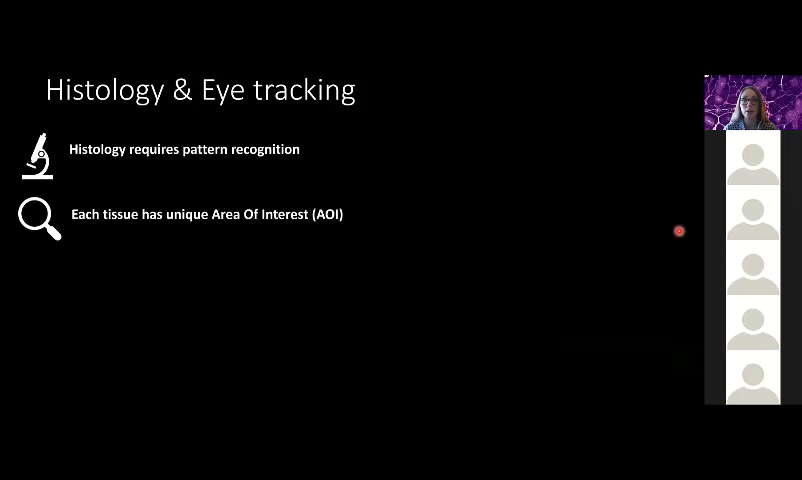 Histology & Eye tracking
Histology requires pattern recognition
Each tissue has unique Area Of Interest (AOI)